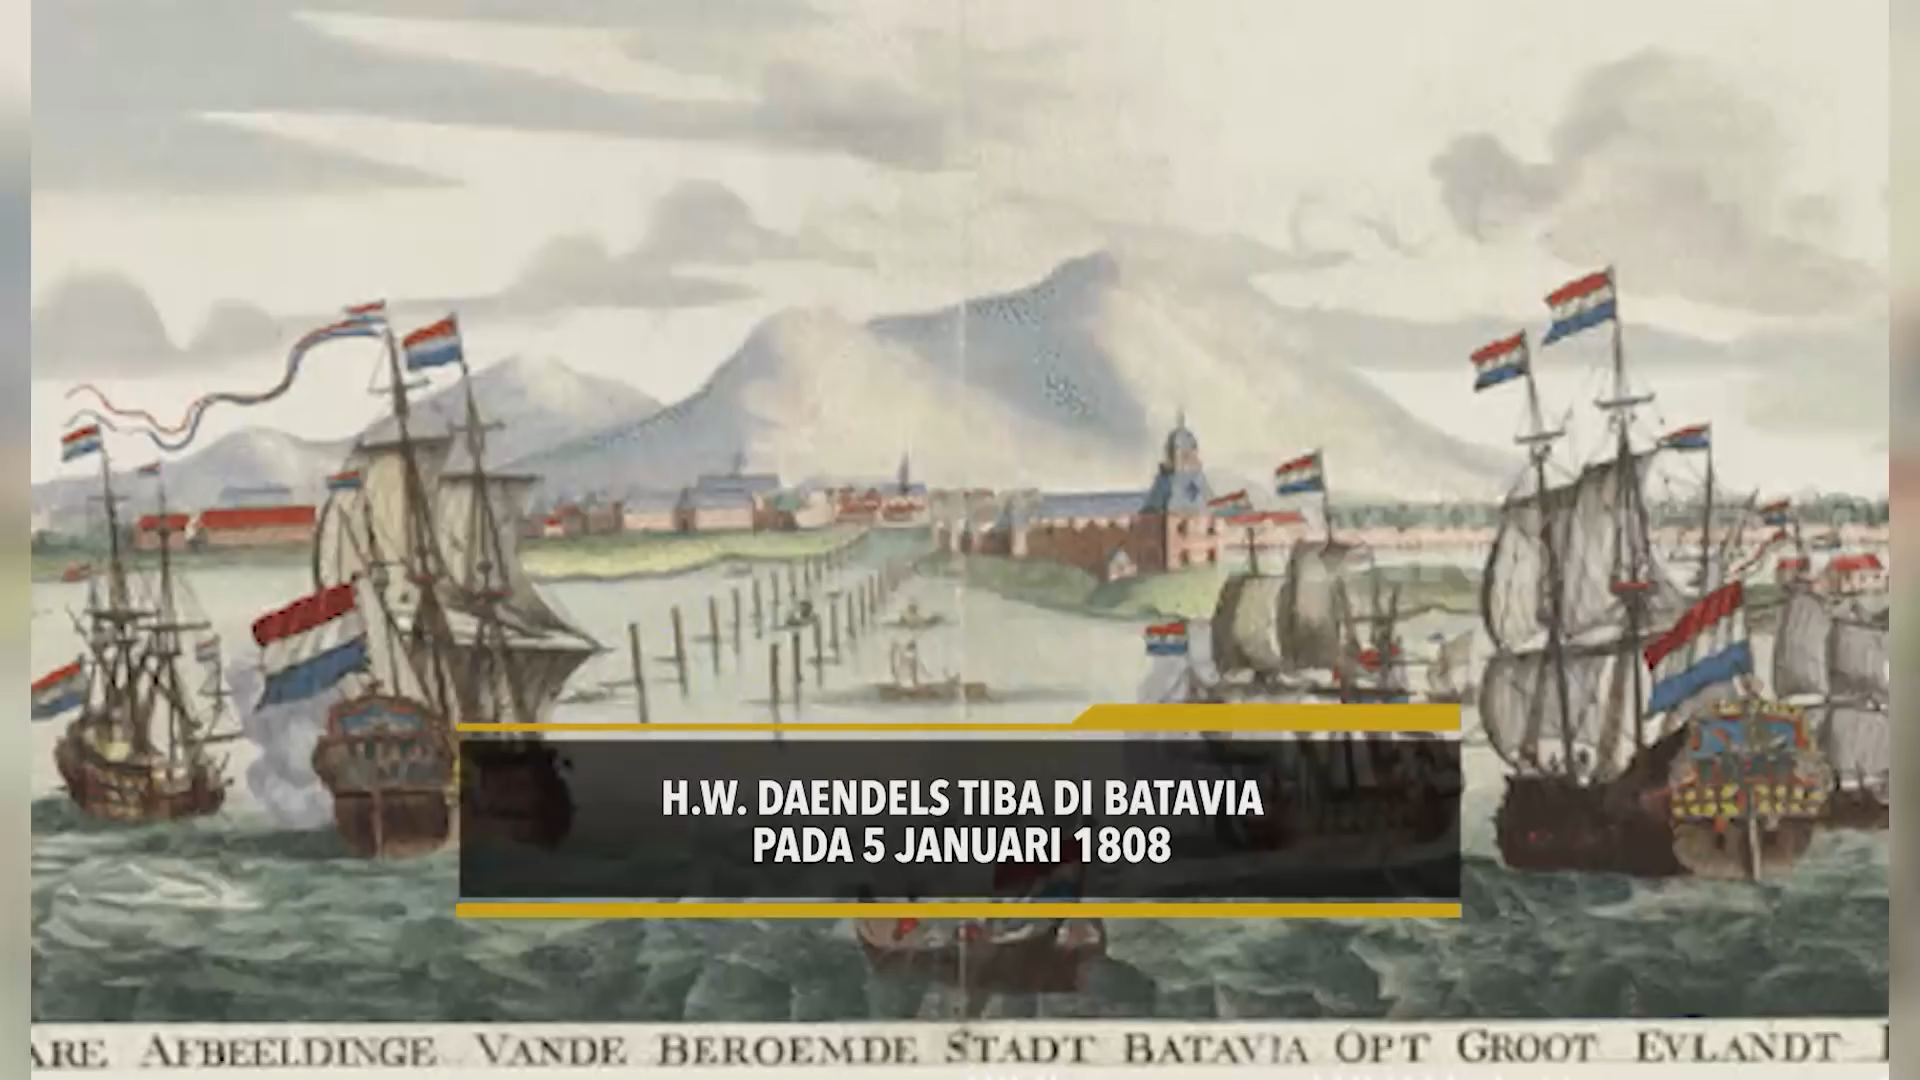 H.W. DAENDELS TIBA DI BATAVIA
PADA 5 JANUARI 1808
ARE AFBEELDINGE VANDE BEROEMDE STADT BATAVIA OPT GROOT EYLANDT